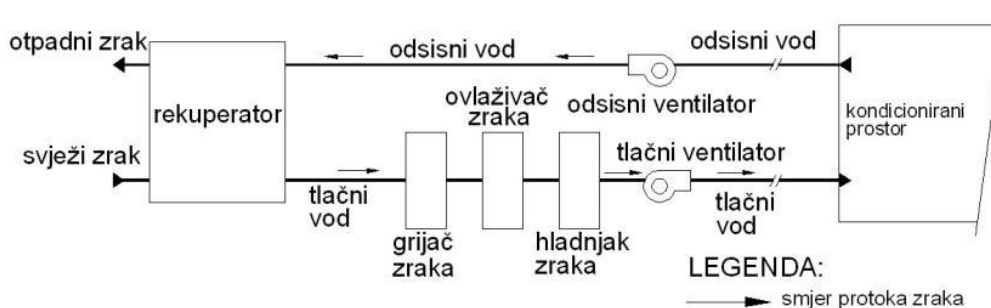 otpadni zrak
odsisni vod
odsisni vod
rekuperator
ovlaživač
zraka
odsisni ventilator
kondicionirani
prostor
svježi zrak
tlačni
vod
tlačni ventilator
tlačni
vod
grijač
zraka
hladnjak
zraka
LEGENDA:
smjer protoka zraka